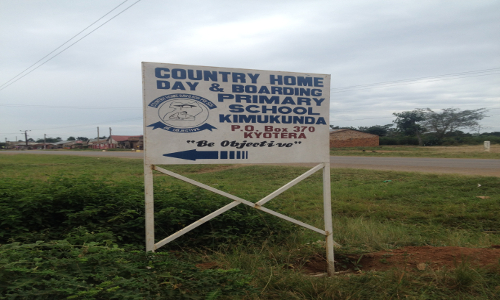 COUNTRY HOME
DAY & BOARDING
PRIMARY
SCHOOL
KIMUKUNDA
P.O. Box 370
KYOTERA
"Be Objective"